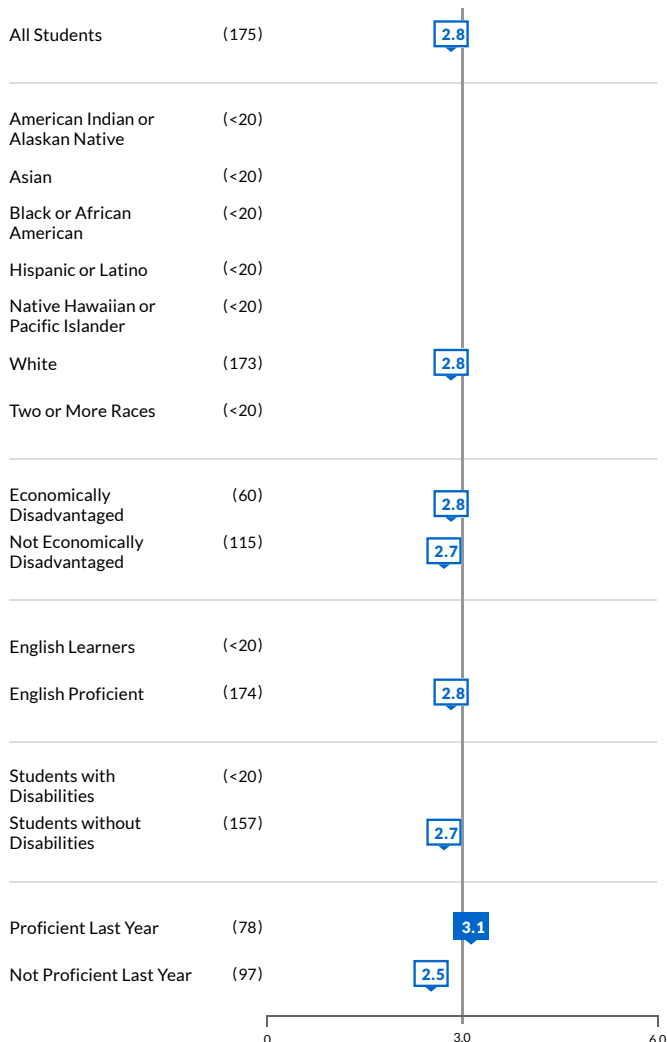 All Students (175) 2.8
American Indian or (<20)
Alaskan Native
Asian (<20)
Black or African (<20)
American
Hispanic or Latino (<20)
Native Hawaiian or (<20)
Pacific Islander
White (173) 2.8
Two or More Races (<20)
Economically (60) 2.8
Disadvantaged
Not Economically (115) 2.7
Disadvantaged
English Learners (<20)
English Proficient (174) 2.8
Students with (<20)
Disabilities
Students without (157) 2.7
Disabilities
Proficient Last Year (78) 3.1
Not Proficient Last Year (97) 2.5
0 3.0 6.0